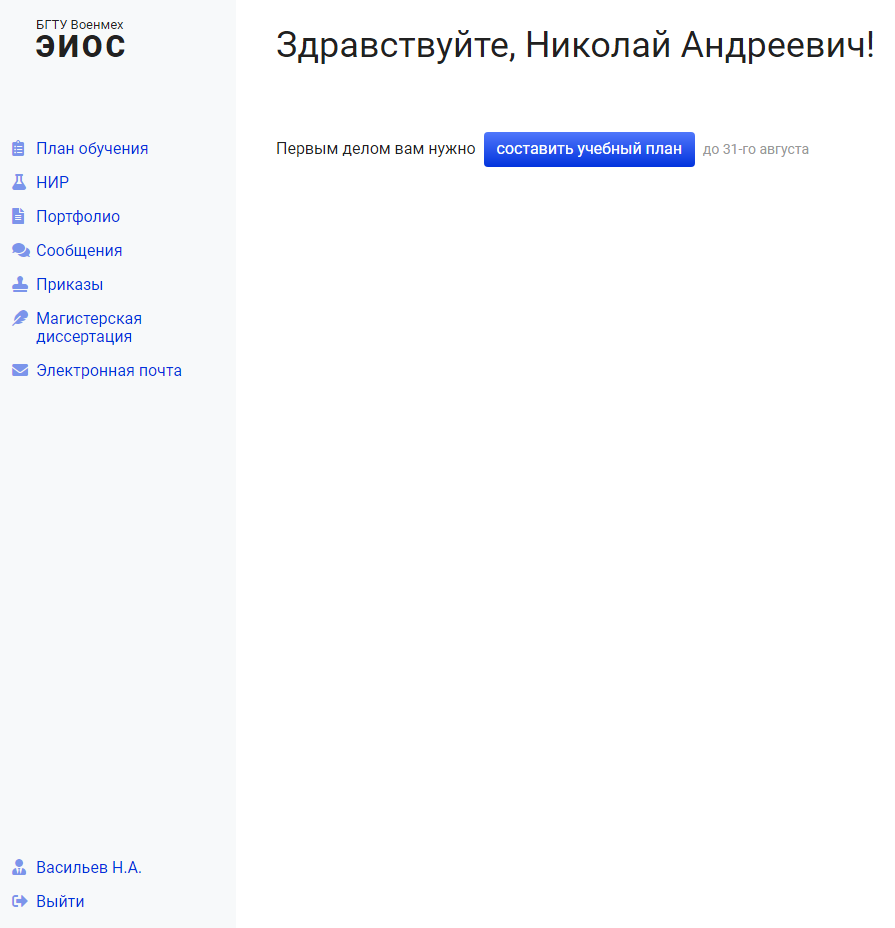 БГТУ Военмех
ЭИОС
План обучения
НИР
Портфолио
Сообщения
Приказы
Магистерская
диссертация
Электронная почта
Васильев Н.А.
Выйти
Здравствуйте, Николай Андреевич!
Первым делом вам нужно составить учебный план до 31-го августа